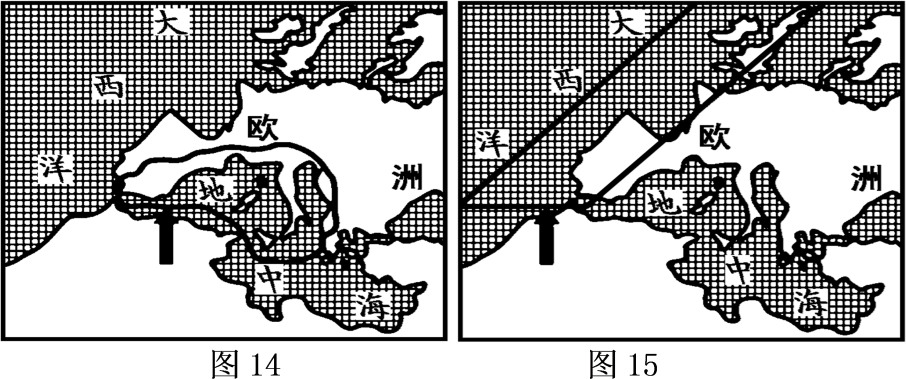 大
西
洋
欧
洲
地
中
海
图 14
大
西
洋
欧
洲
地
中
海
图 15